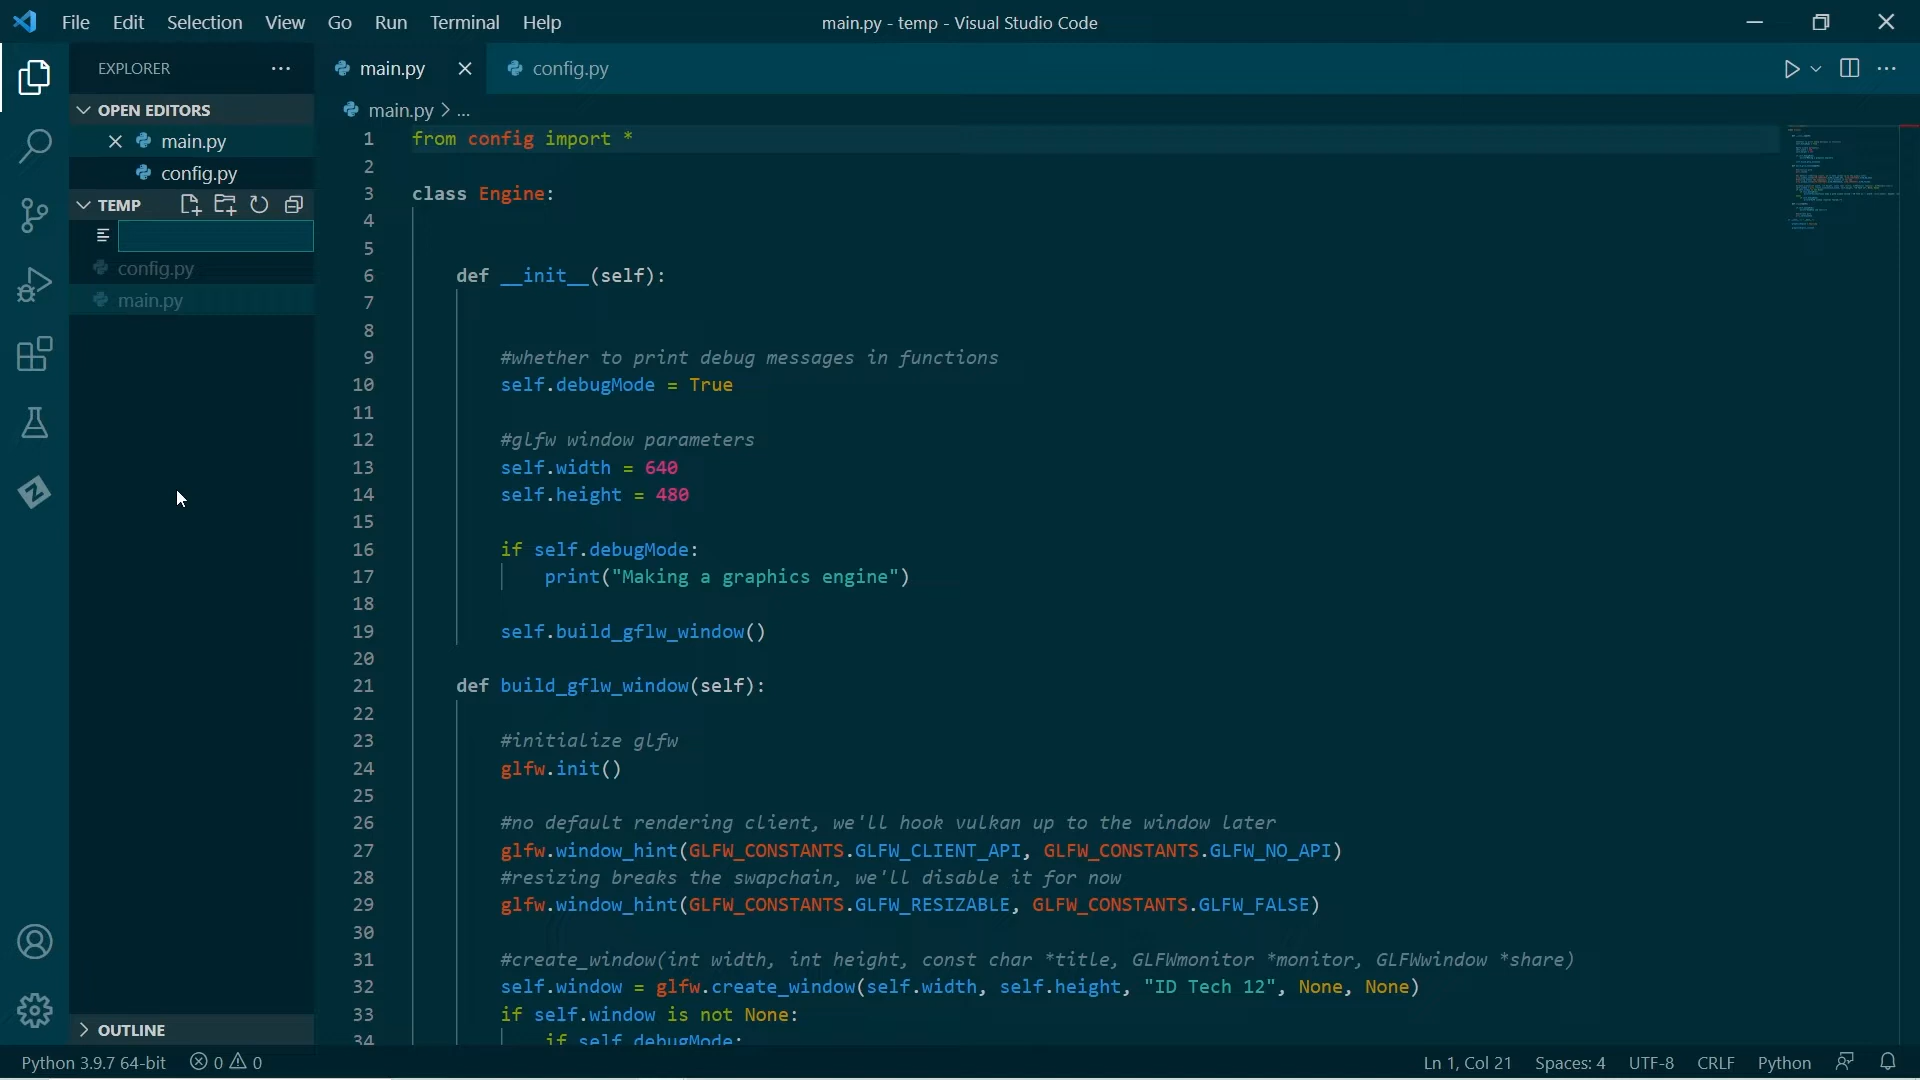 File Edit Selection View Go Run Terminal Help
main.py - temp - Visual Studio Code
EXPLORER
OPEN EDITORS
main.py
config.py
TEMP
config.py
main.py
OUTLINE
main.py
config.py
main.py > ...
1 from config import *
2
3 class Engine:
4
5
6 def __init__(self):
7
8
9 #whether to print debug messages in functions
10 self.debugMode = True
11
12 #glfw window parameters
13 self.width = 640
14 self.height = 480
15
16 if self.debugMode:
17 print("Making a graphics engine")
18
19 self.build_gflw_window()
20
21 def build_gflw_window(self):
22
23 #initialize glfw
24 glfw.init()
25
26 #no default rendering client, we'll hook vulkan up to the window later
27 glfw.window_hint(GLFW_CONSTANTS.GLFW_CLIENT_API, GLFW_CONSTANTS.GLFW_NO_API)
28 #resizing breaks the swapchain, we'll disable it for now
29 glfw.window_hint(GLFW_CONSTANTS.GLFW_RESIZABLE, GLFW_CONSTANTS.GLFW_FALSE)
30
31 #create_window(int width, int height, const char *title, GLFWmonitor *monitor, GLFWwindow *share)
32 self.window = glfw.create_window(self.width, self.height, "ID Tech 12", None, None)
33 if self.window is not None:
34 if self.debugMode:
Python 3.9.7 64-bit 0 0
Ln 1, Col 21 Spaces: 4 UTF-8 CRLF Python